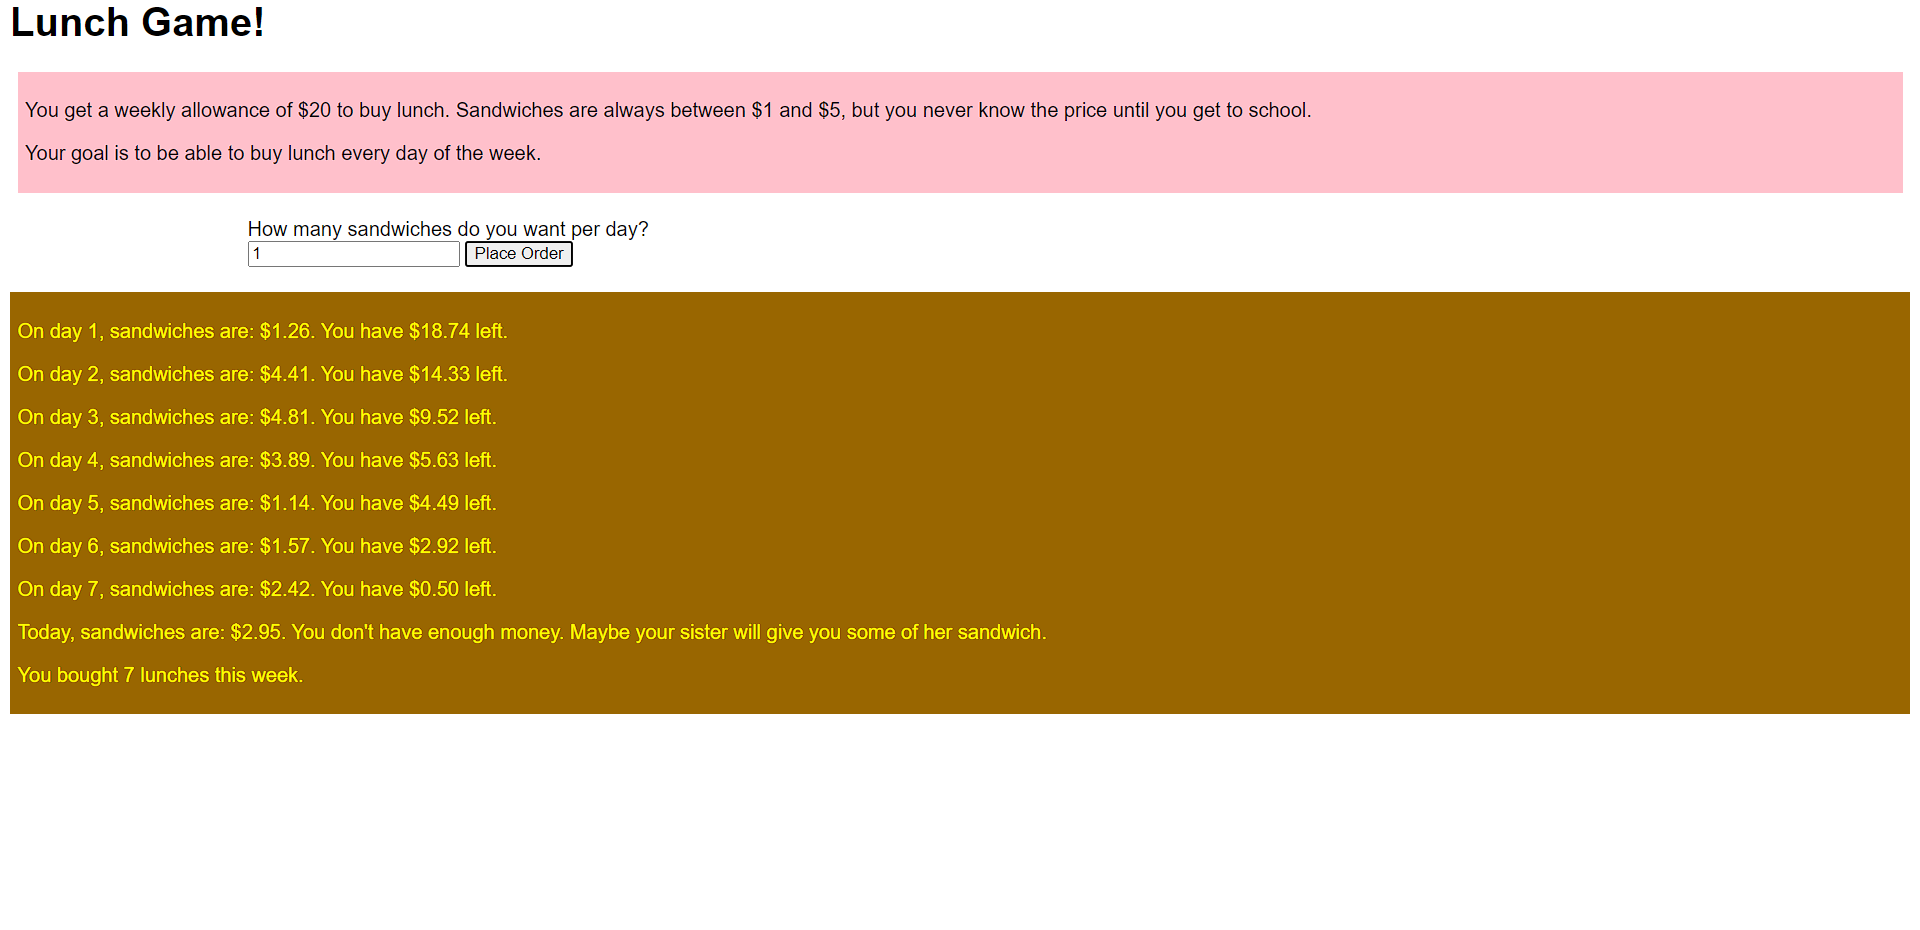 Lunch Game!
You get a weekly allowance of $20 to buy lunch. Sandwiches are always between $1 and $5, but you never know the price until you get to school.
Your goal is to be able to buy lunch every day of the week.
How many sandwiches do you want per day?
1 Place Order
On day 1, sandwiches are: $1.26. You have $18.74 left.
On day 2, sandwiches are: $4.41. You have $14.33 left.
On day 3, sandwiches are: $4.81. You have $9.52 left.
On day 4, sandwiches are: $3.89. You have $5.63 left.
On day 5, sandwiches are: $1.14. You have $4.49 left.
On day 6, sandwiches are: $1.57. You have $2.92 left.
On day 7, sandwiches are: $2.42. You have $0.50 left.
Today, sandwiches are: $2.95. You don't have enough money. Maybe your sister will give you some of her sandwich.
You bought 7 lunches this week.